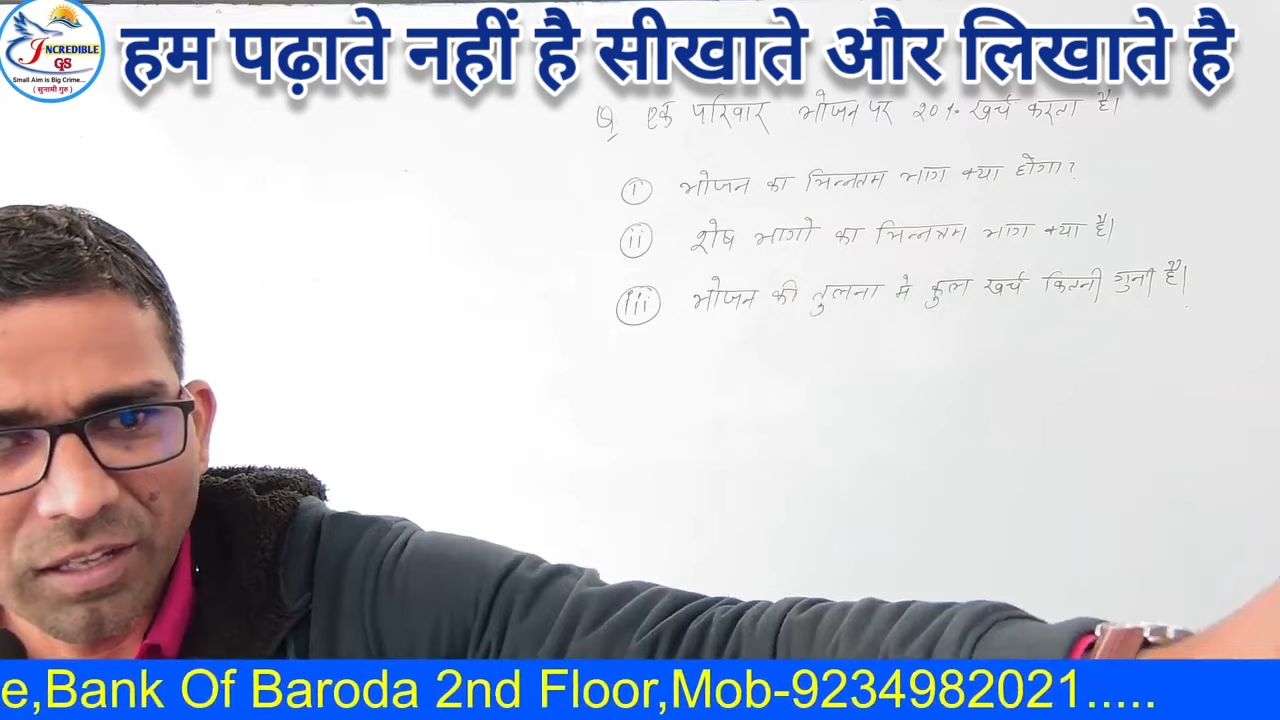 INCREDIBLE
GS
Small Aim is Big Crime...
( सुनामी गुरु )
हम पढ़ाते नहीं है सीखाते और लिखाते है
Q, एक परिवार भोजन पर 20% खर्च करता है।
(i) भोजन का भिन्नतम भाग क्या होगा?
(ii) शेष भागो का भिन्नतम भाग क्या है।
(iii) भोजन की तुलना मे कुल खर्च कितनी गुनी है।
e,Bank Of Baroda 2nd Floor,Mob-9234982021.....